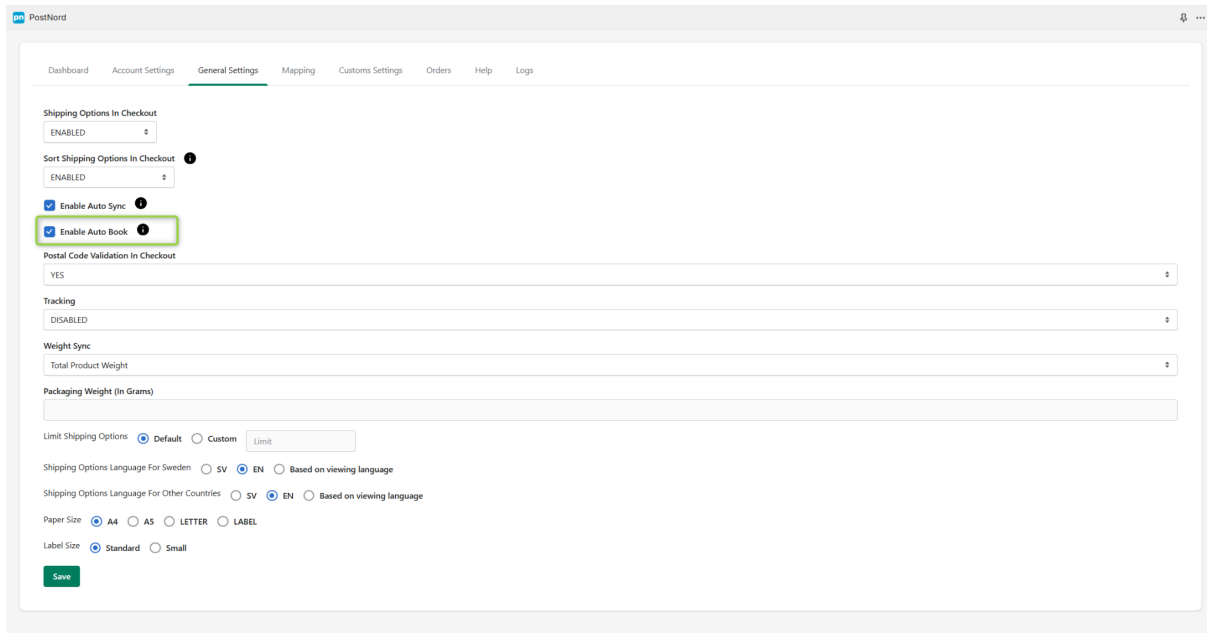 pn PostNord
Dashboard Account Settings General Settings Mapping Customs Settings Orders Help Logs
Shipping Options In Checkout
ENABLED
Sort Shipping Options In Checkout i
ENABLED
Enable Auto Sync i
Enable Auto Book i
Postal Code Validation In Checkout
YES
Tracking
DISABLED
Weight Sync
Total Product Weight
Packaging Weight (In Grams)
Limit Shipping Options Default Custom Limit
Shipping Options Language For Sweden SV EN Based on viewing language
Shipping Options Language For Other Countries SV EN Based on viewing language
Paper Size A4 A5 LETTER LABEL
Label Size Standard Small
Save